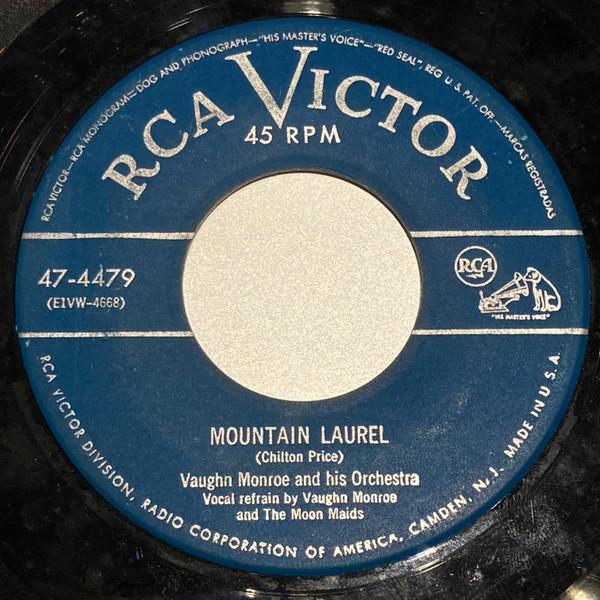 RCA VICTOR—RCA MONOGRAM—DOG AND PHONOGRAPH—"HIS MASTER'S VOICE"—"RED SEAL", REG U. S. PAT. OFF.—MARCAS REGISTRADAS
RCA VICTOR
45 RPM
47-4479
(E1VW-4668)
RCA
"HIS MASTER'S VOICE"
MOUNTAIN LAUREL
(Chilton Price)
Vaughn Monroe and his Orchestra
Vocal refrain by Vaughn Monroe
and The Moon Maids
RCA VICTOR DIVISION, RADIO CORPORATION OF AMERICA, CAMDEN, N. J. MADE IN U.S.A.